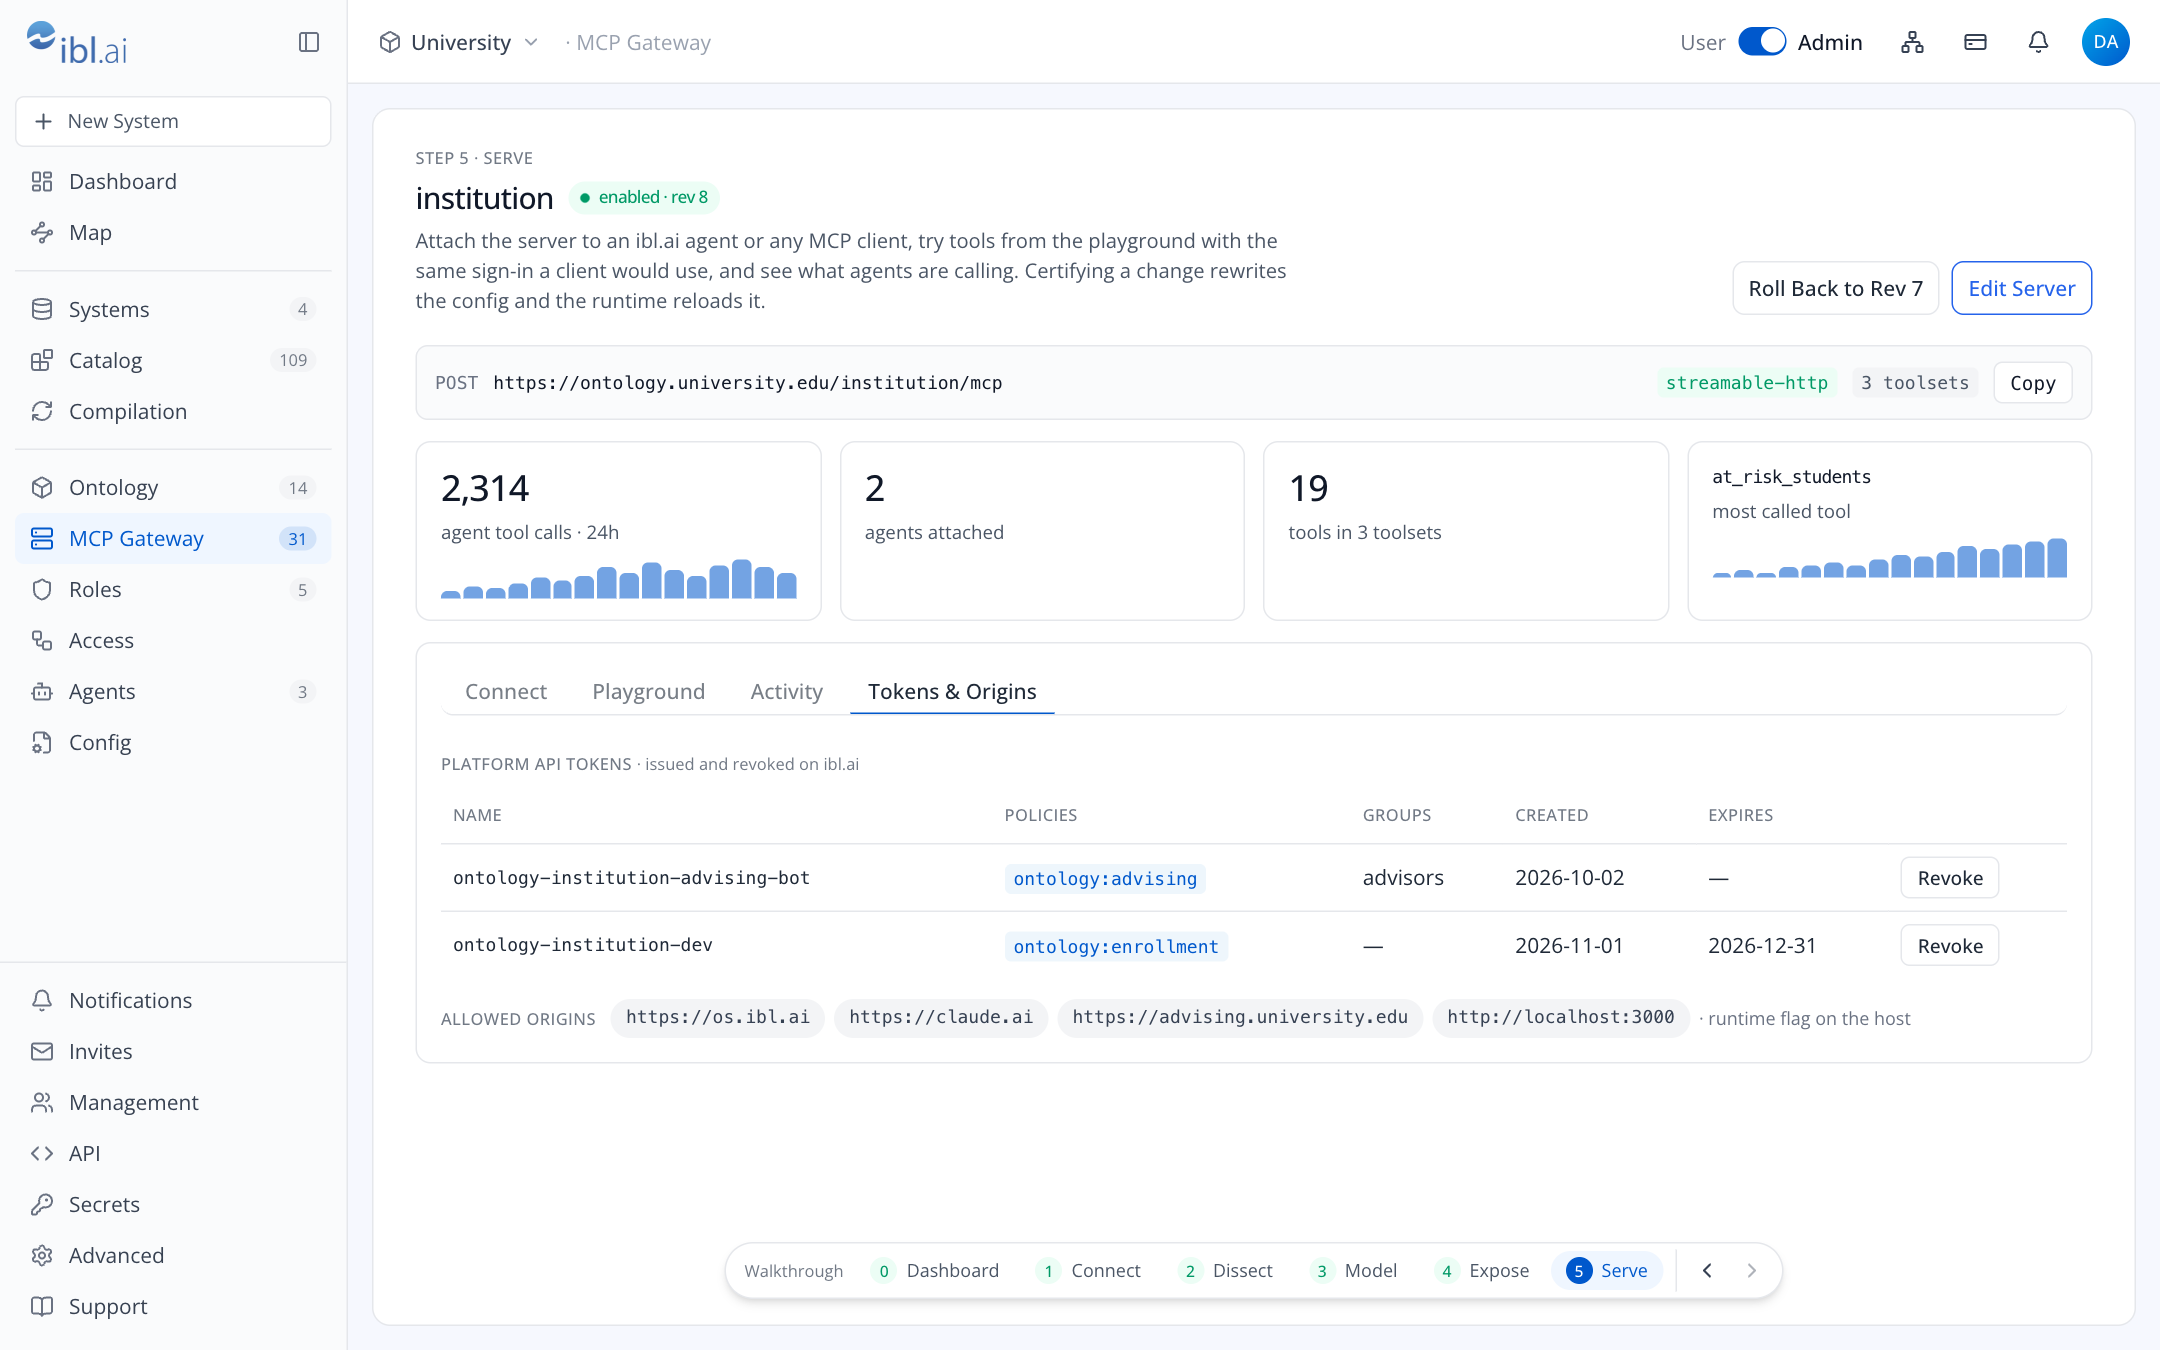 ibl.ai
New System
Dashboard
Map
Systems 4
Catalog 109
Compilation
Ontology 14
MCP Gateway 31
Roles 5
Access
Agents 3
Config
Notifications
Invites
Management
API
Secrets
Advanced
Support
University · MCP Gateway
User Admin DA
STEP 5 · SERVE
institution enabled · rev 8
Attach the server to an ibl.ai agent or any MCP client, try tools from the playground with the
same sign-in a client would use, and see what agents are calling. Certifying a change rewrites
the config and the runtime reloads it.
Roll Back to Rev 7 Edit Server
POST https://ontology.university.edu/institution/mcp streamable-http 3 toolsets Copy
2,314
agent tool calls · 24h
2
agents attached
19
tools in 3 toolsets
at_risk_students
most called tool
Connect Playground Activity Tokens & Origins
PLATFORM API TOKENS · issued and revoked on ibl.ai
NAME POLICIES GROUPS CREATED EXPIRES
ontology-institution-advising-bot ontology:advising advisors 2026-10-02 — Revoke
ontology-institution-dev ontology:enrollment — 2026-11-01 2026-12-31 Revoke
ALLOWED ORIGINS https://os.ibl.ai https://claude.ai https://advising.university.edu http://localhost:3000 · runtime flag on the host
Walkthrough 0 Dashboard 1 Connect 2 Dissect 3 Model 4 Expose 5 Serve